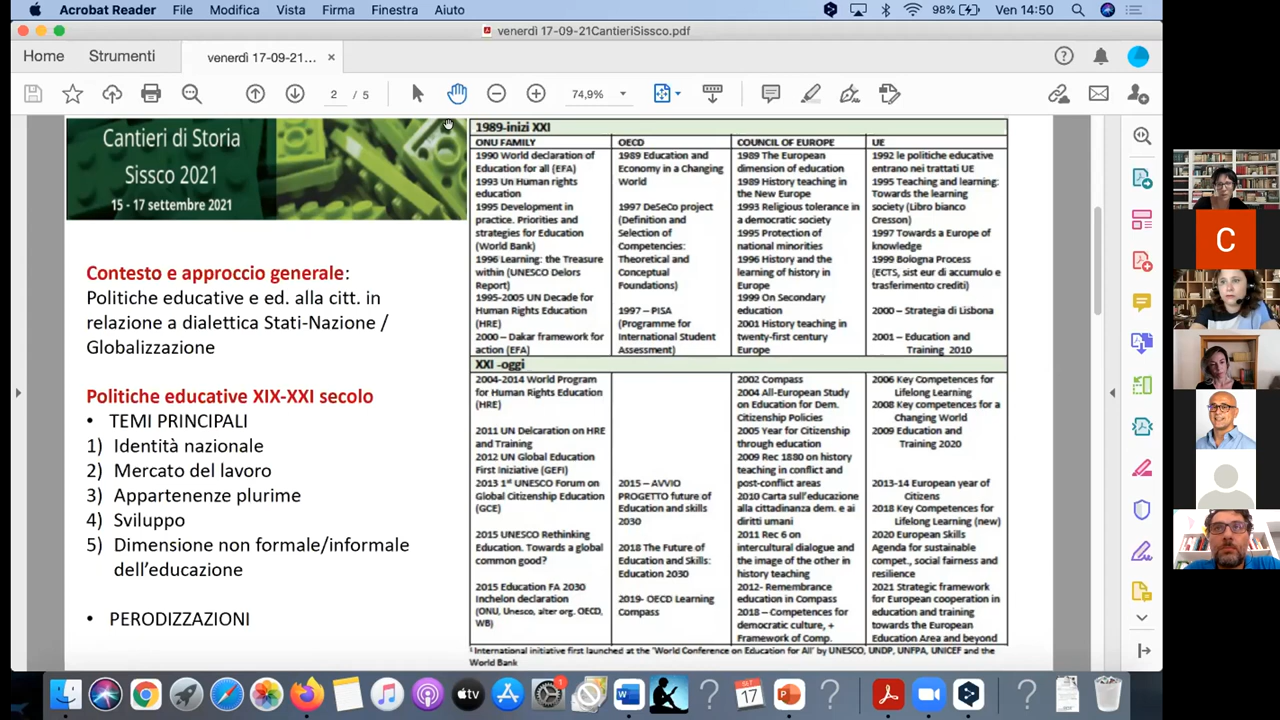 Acrobat Reader File Modifica Vista Firma Finestra Aiuto 98% Ven 14:50
venerdì 17-09-21CantieriSissco.pdf
Home Strumenti venerdì 17-09-21... ×
2 / 5 74,9%
Cantieri di Storia
Sissco 2021
15 - 17 settembre 2021
Contesto e approccio generale:
Politiche educative e ed. alla citt. in
relazione a dialettica Stati-Nazione /
Globalizzazione
Politiche educative XIX-XXI secolo
• TEMI PRINCIPALI
1) Identità nazionale
2) Mercato del lavoro
3) Appartenenze plurime
4) Sviluppo
5) Dimensione non formale/informale
dell’educazione
• PERODIZZAZIONI
1989-inizi XXI
ONU FAMILY
1990 World declaration of
Education for all (EFA)
1993 Un Human rights
education
1995 Development in
practice. Priorities and
strategies for Education
(World Bank)
1996 Learning: the Treasure
within (UNESCO Delors
Report)
1995-2005 UN Decade for
Human Rights Education
(HRE)
2000 – Dakar framework for
action (EFA)
OECD
1989 Education and
Economy in a Changing
World
1997 DeSeCo project
(Definition and
Selection of
Competencies:
Theoretical and
Conceptual
Foundations)
1997 – PISA
(Programme for
International Student
Assessment)
COUNCIL OF EUROPE
1989 The European
dimension of education
1989 History teaching in
the New Europe
1993 Religious tolerance in
a democratic society
1995 Protection of
national minorities
1996 History and the
learning of history in
Europe
1999 On Secondary
education
2001 History teaching in
twenty-first century
Europe
UE
1992 le politiche educative
entrano nei trattati UE
1995 Teaching and learning:
Towards the learning
society (Libro bianco
Cresson)
1997 Towards a Europe of
knowledge
1999 Bologna Process
(ECTS, sist eur di accumulo e
trasferimento crediti)
2000 – Strategia di Lisbona
2001 – Education and
Training 2010
XXI -oggi
2004-2014 World Program
for Human Rights Education
(HRE)
2011 UN Delcaration on HRE
and Training
2012 UN Global Education
First Iniziative (GEFI)
2013 1st UNESCO Forum on
Global Citizenship Education
(GCE)
2015 UNESCO Rethinking
Education. Towards a global
common good?
2015 Education FA 2030
Inchelon declaration
(ONU, Unesco, alter org. OECD,
WB)
2015 – AVVIO
PROGETTO future of
Education and skills
2030
2018 The Future of
Education and Skills:
Education 2030
2019- OECD Learning
Compass
2002 Compass
2004 All-European Study
on Education for Dem.
Citizenship Policies
2005 Year for Citizenship
through education
2009 Rec 1880 on history
teaching in conflict and
post-conflict areas
2010 Carta sull’educazione
alla cittadinanza dem. e ai
diritti umani
2011 Rec 6 on
intercultural dialogue and
the image of the other in
history teaching
2012- Remembrance
education in Compass
2018 – Competences for
democratic culture, +
Framework of Comp.
2006 Key Competences for
Lifelong Learning
2008 Key competences for a
Changing World
2009 Education and
Training 2020
2013-14 European year of
Citizens
2018 Key Competences for
Lifelong Learning (new)
2020 European Skills
Agenda for sustainable
compet., social fairness and
resilience
2021 Strategic framework
for European cooperation in
education and training
towards the European
Education Area and beyond
1 International initiative first launched at the 'World Conference on Education for All' by UNESCO, UNDP, UNFPA, UNICEF and the
World Bank
C
SET
17